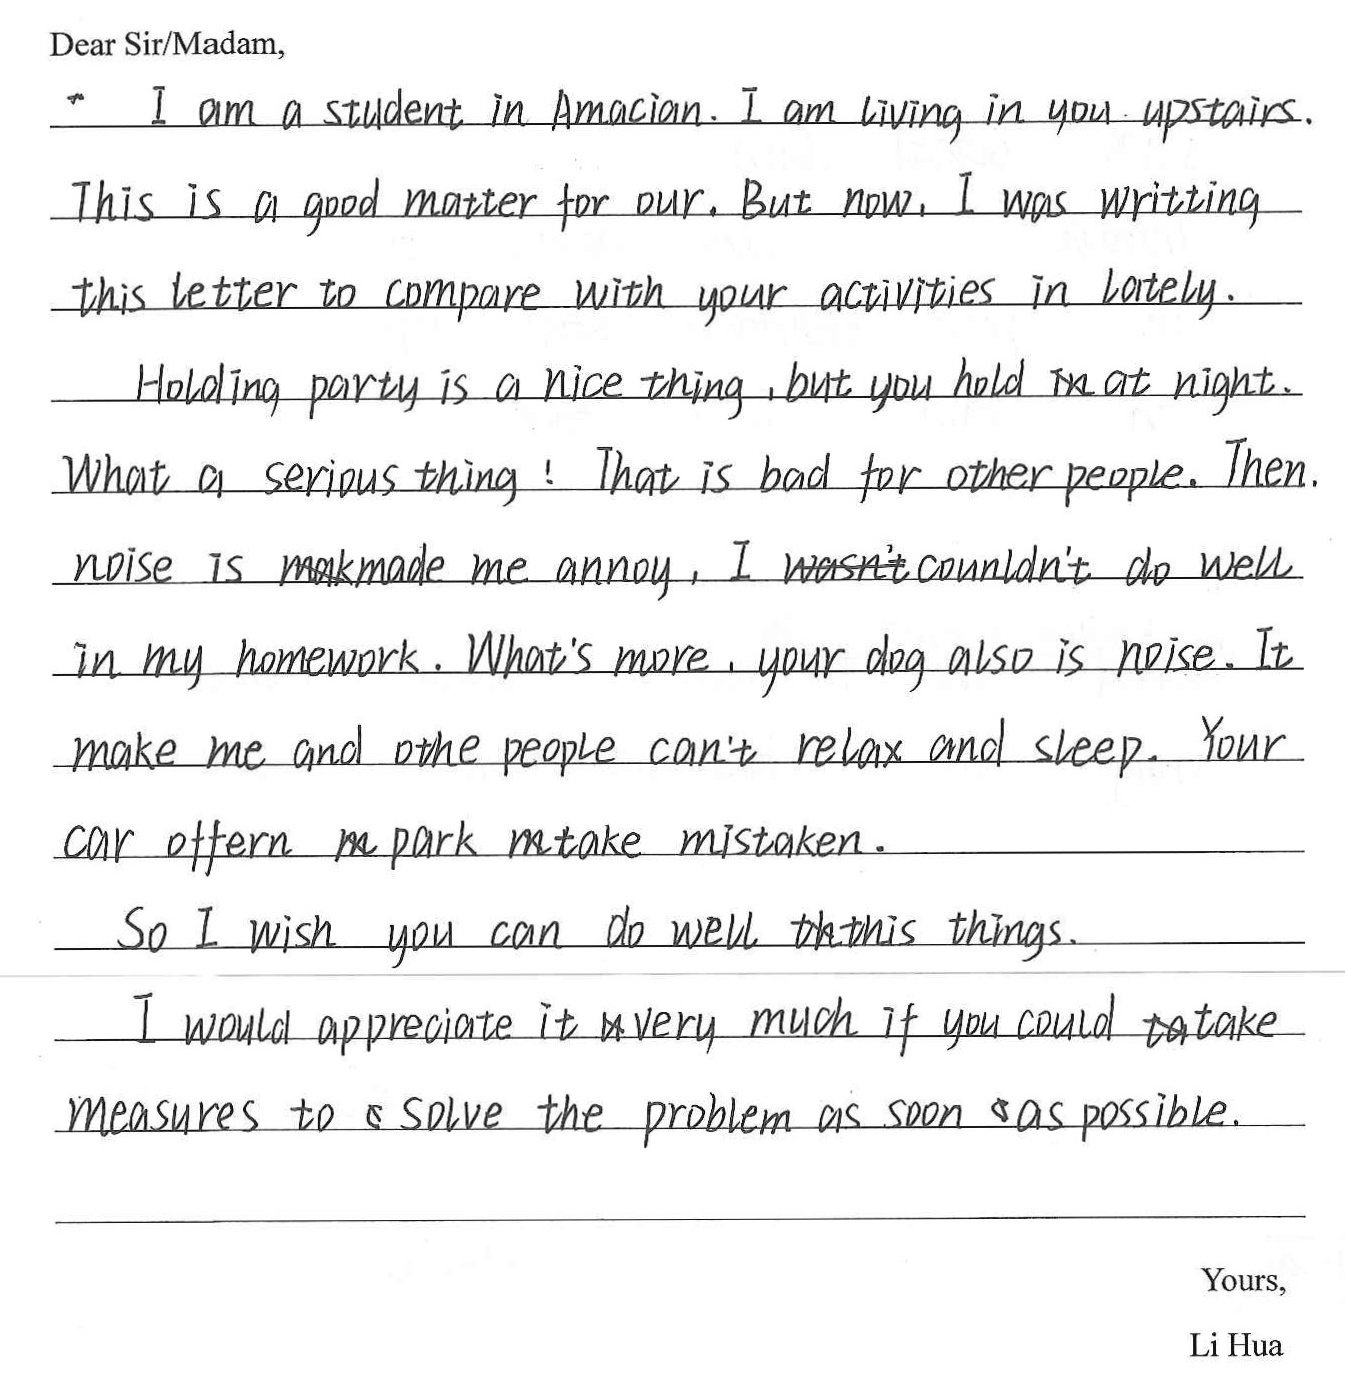 Dear Sir/Madam,
I am a student in Amacian. I am living in you upstairs.
This is a good matter for our. But now, I was writting
this letter to compare with your activities in lately.
Holding party is a nice thing, but you hold at night.
What a serious thing! That is bad for other people. Then,
noise is made me annoy, I counldn't do well
in my homework. What's more, your dog also is noise. It
make me and othe people can't relax and sleep. Your
car offern park take mistaken.
So I wish you can do well this things.
I would appreciate it very much if you could take
measures to solve the problem as soon as possible.
Yours,
Li Hua